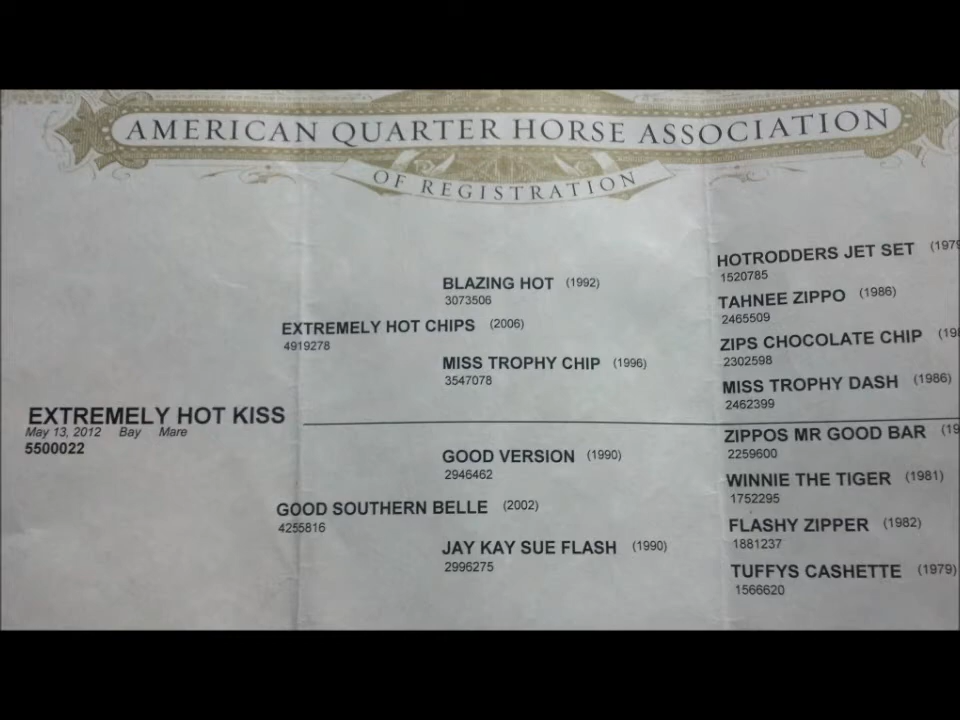 AMERICAN QUARTER HORSE ASSOCIATION
OF REGISTRATION
HOTRODDERS JET SET (1979
1520785
BLAZING HOT (1992)
3073506
TAHNEE ZIPPO (1986)
2465509
EXTREMELY HOT CHIPS (2006)
4919278
ZIPS CHOCOLATE CHIP (19
2302598
MISS TROPHY CHIP (1996)
3547078
MISS TROPHY DASH (1986)
2462399
EXTREMELY HOT KISS
May 13, 2012 Bay Mare
5500022
ZIPPOS MR GOOD BAR (19
2259600
GOOD VERSION (1990)
2946462
WINNIE THE TIGER (1981)
1752295
GOOD SOUTHERN BELLE (2002)
4255816
FLASHY ZIPPER (1982)
1881237
JAY KAY SUE FLASH (1990)
2996275
TUFFYS CASHETTE (1979)
1566620